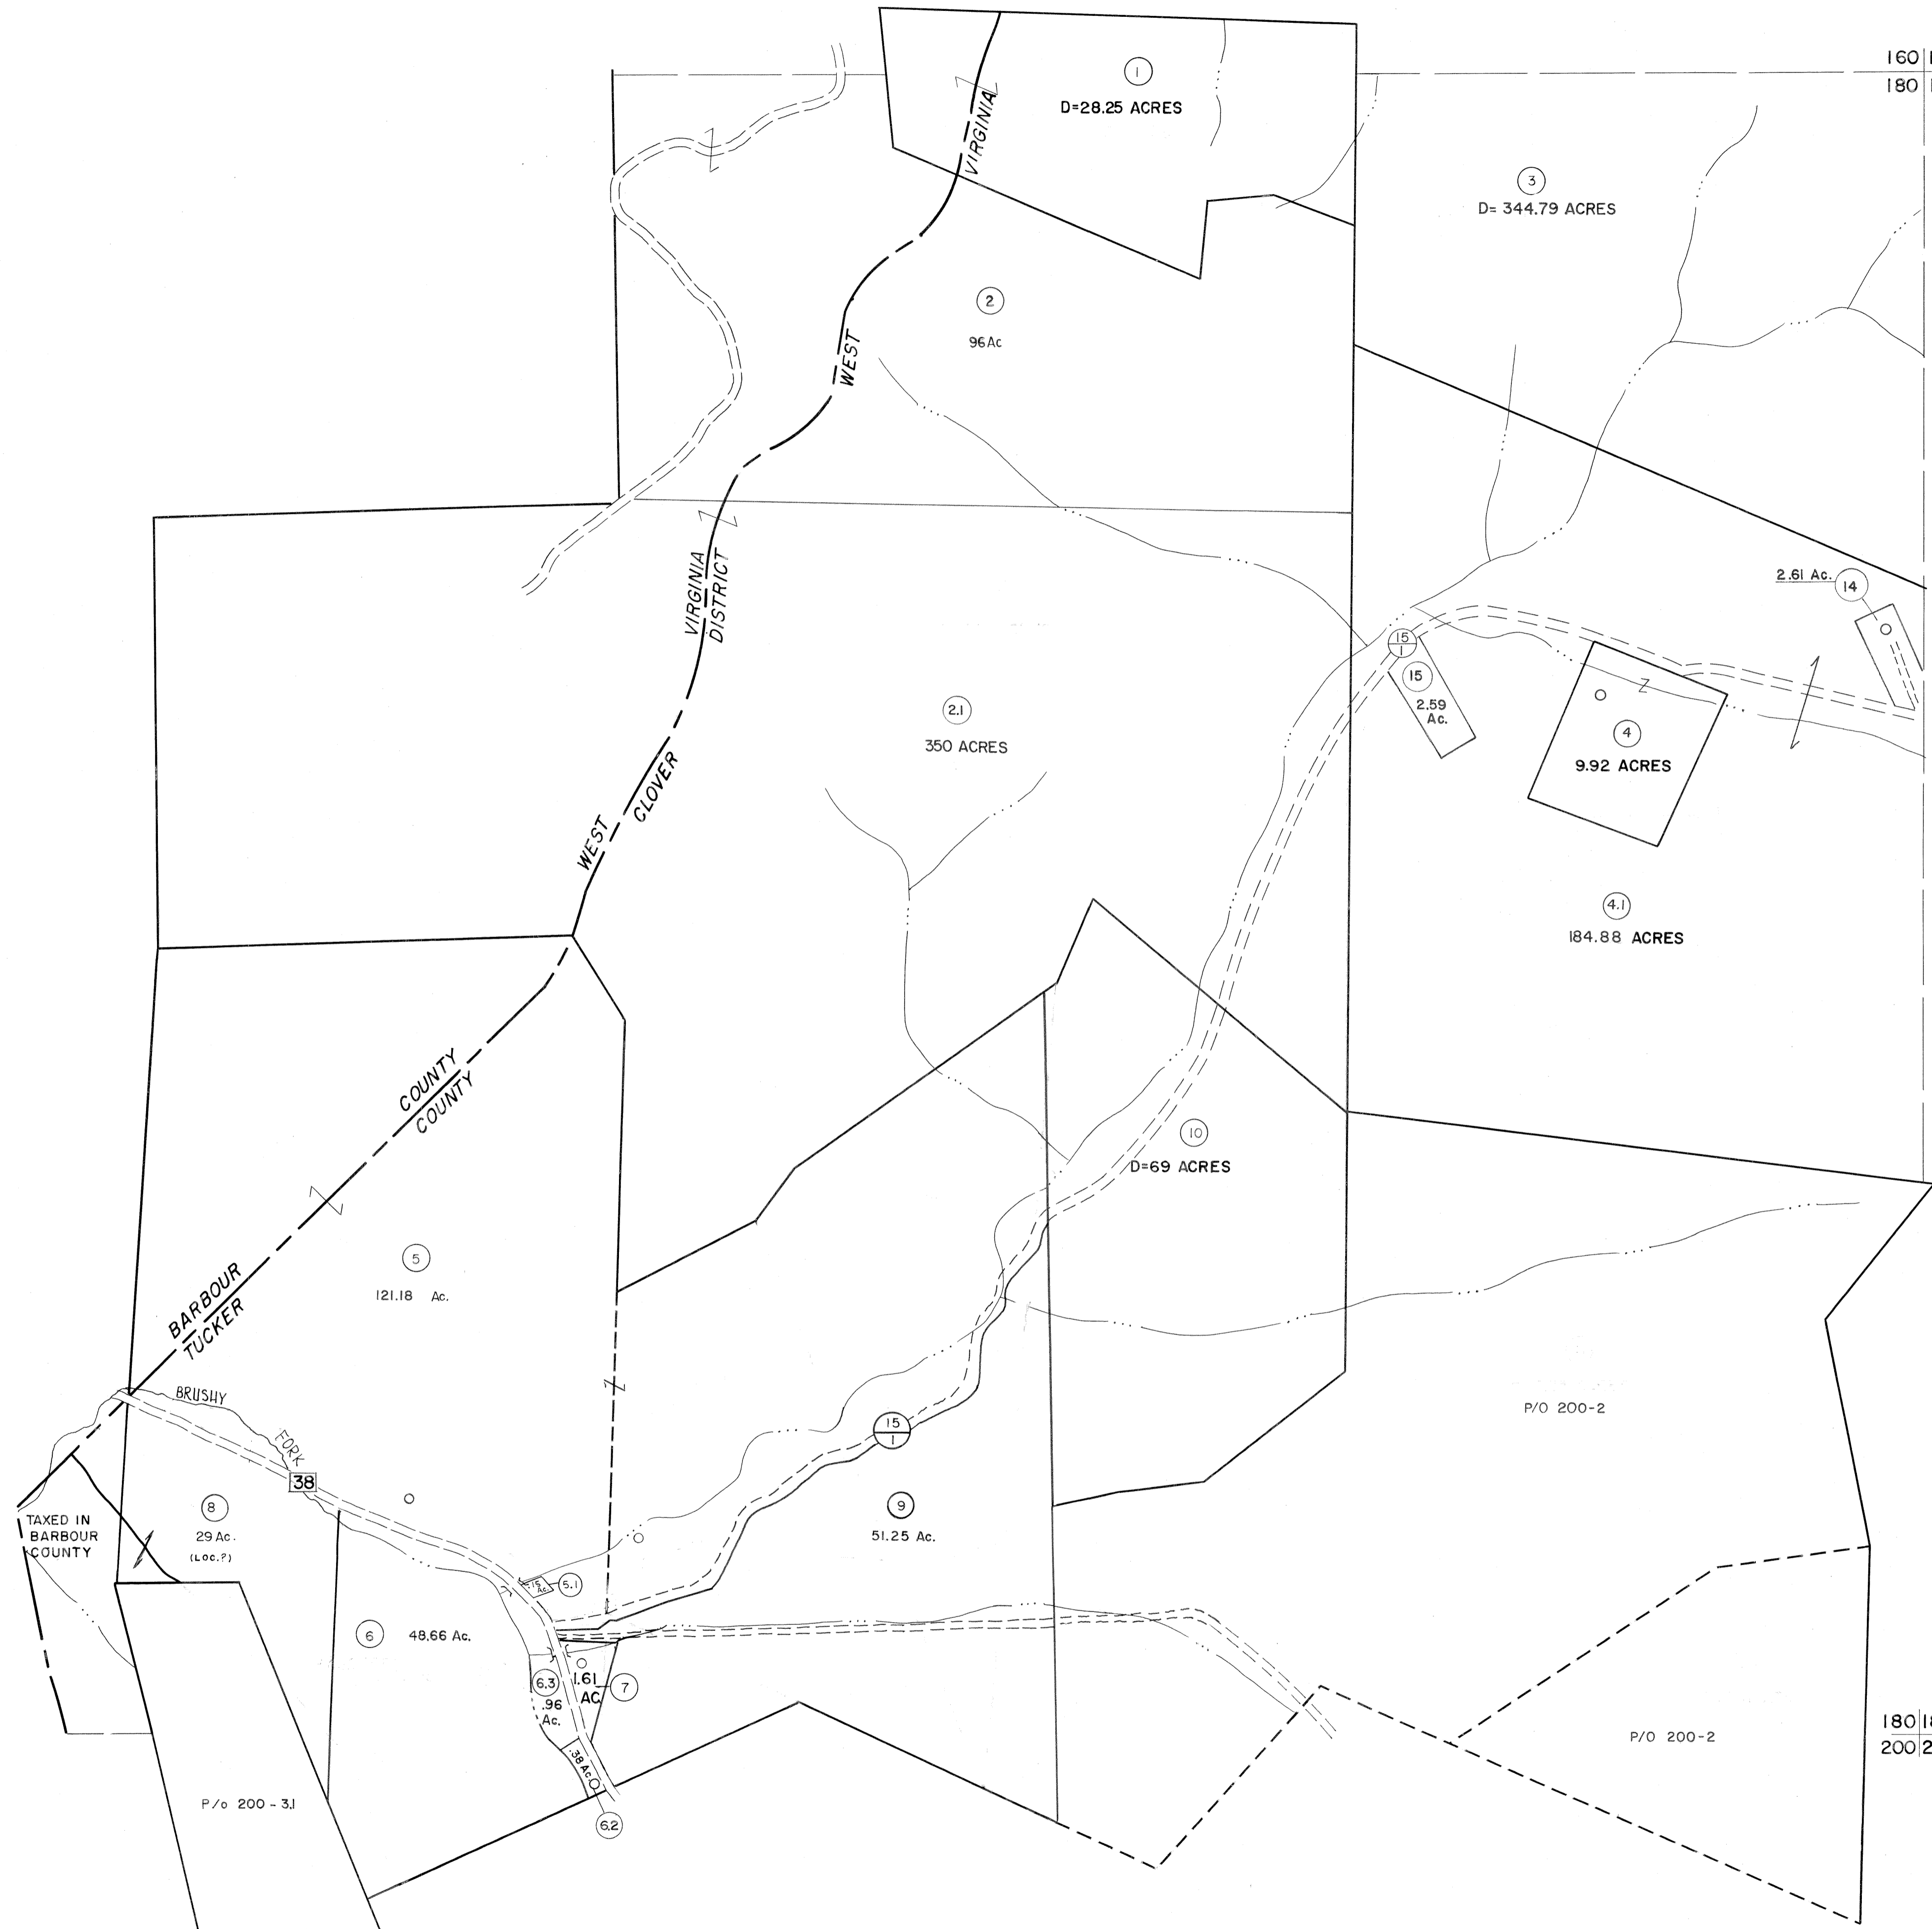 160
180
1
D=28.25 ACRES
3
D= 344.79 ACRES
VIRGINIA
2
96 Ac
WEST
VIRGINIA
DISTRICT
2.61 Ac.
14
15
1
15
2.59
Ac.
2.1
350 ACRES
4
9.92 ACRES
CLOVER
WEST
4.1
184.88 ACRES
COUNTY
COUNTY
10
D=69 ACRES
5
121.18 Ac.
BARBOUR
TUCKER
BRUSHY
FORK
38
15
1
P/O 200-2
8
29 Ac.
(LOC.?)
TAXED IN
BARBOUR
COUNTY
9
51.25 Ac.
.15
Ac.
5.1
6
48.66 Ac.
6.3
.96
Ac.
1.61
AC
7
.38 Ac.
6.2
P/O 200-2
180
200
P/o 200-3.1